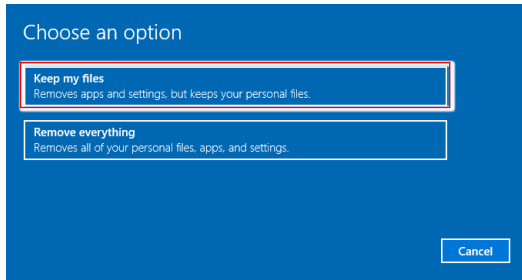 Choose an option
Keep my files
Removes apps and settings, but keeps your personal files.
Remove everything
Removes all of your personal files, apps, and settings.
Cancel